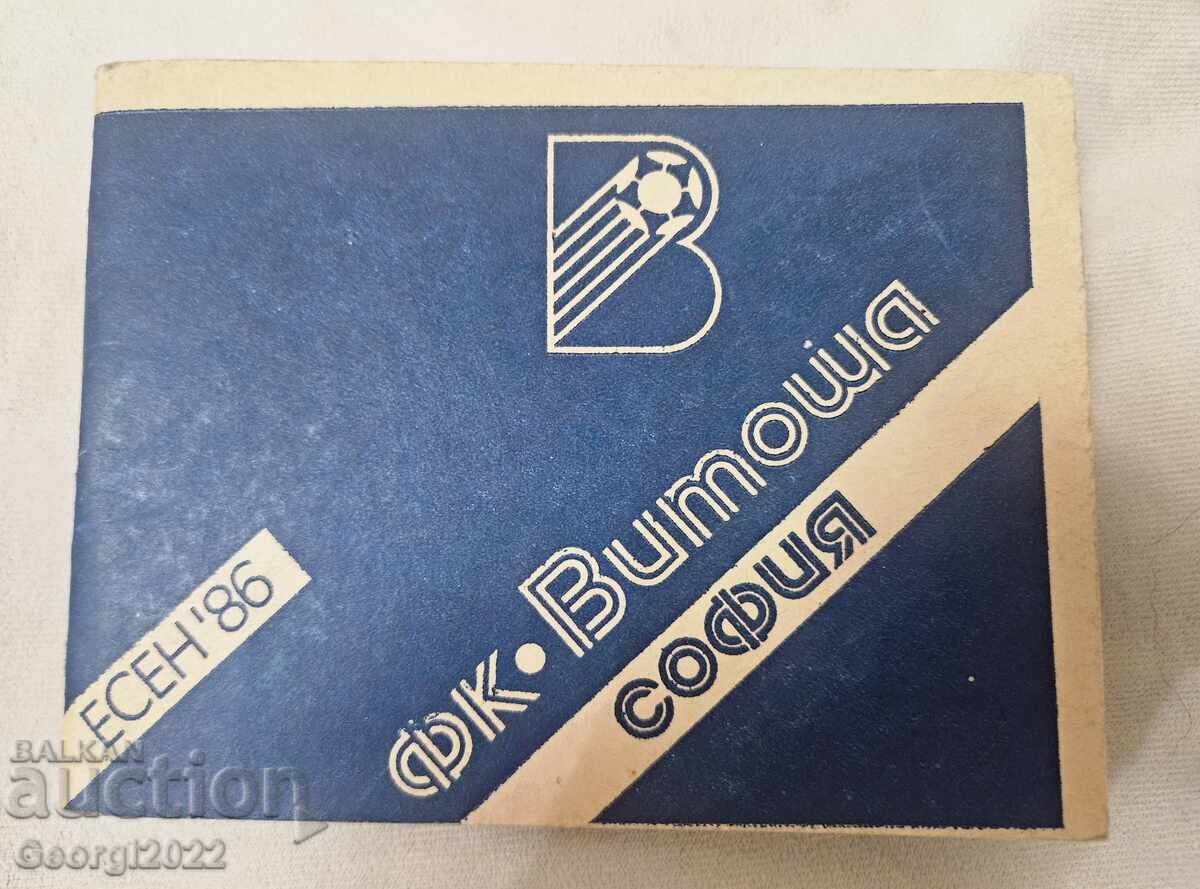 В
ФК • Витоша
СОФИЯ
ЕСЕН '86
BALKAN
auction
Georgi2022